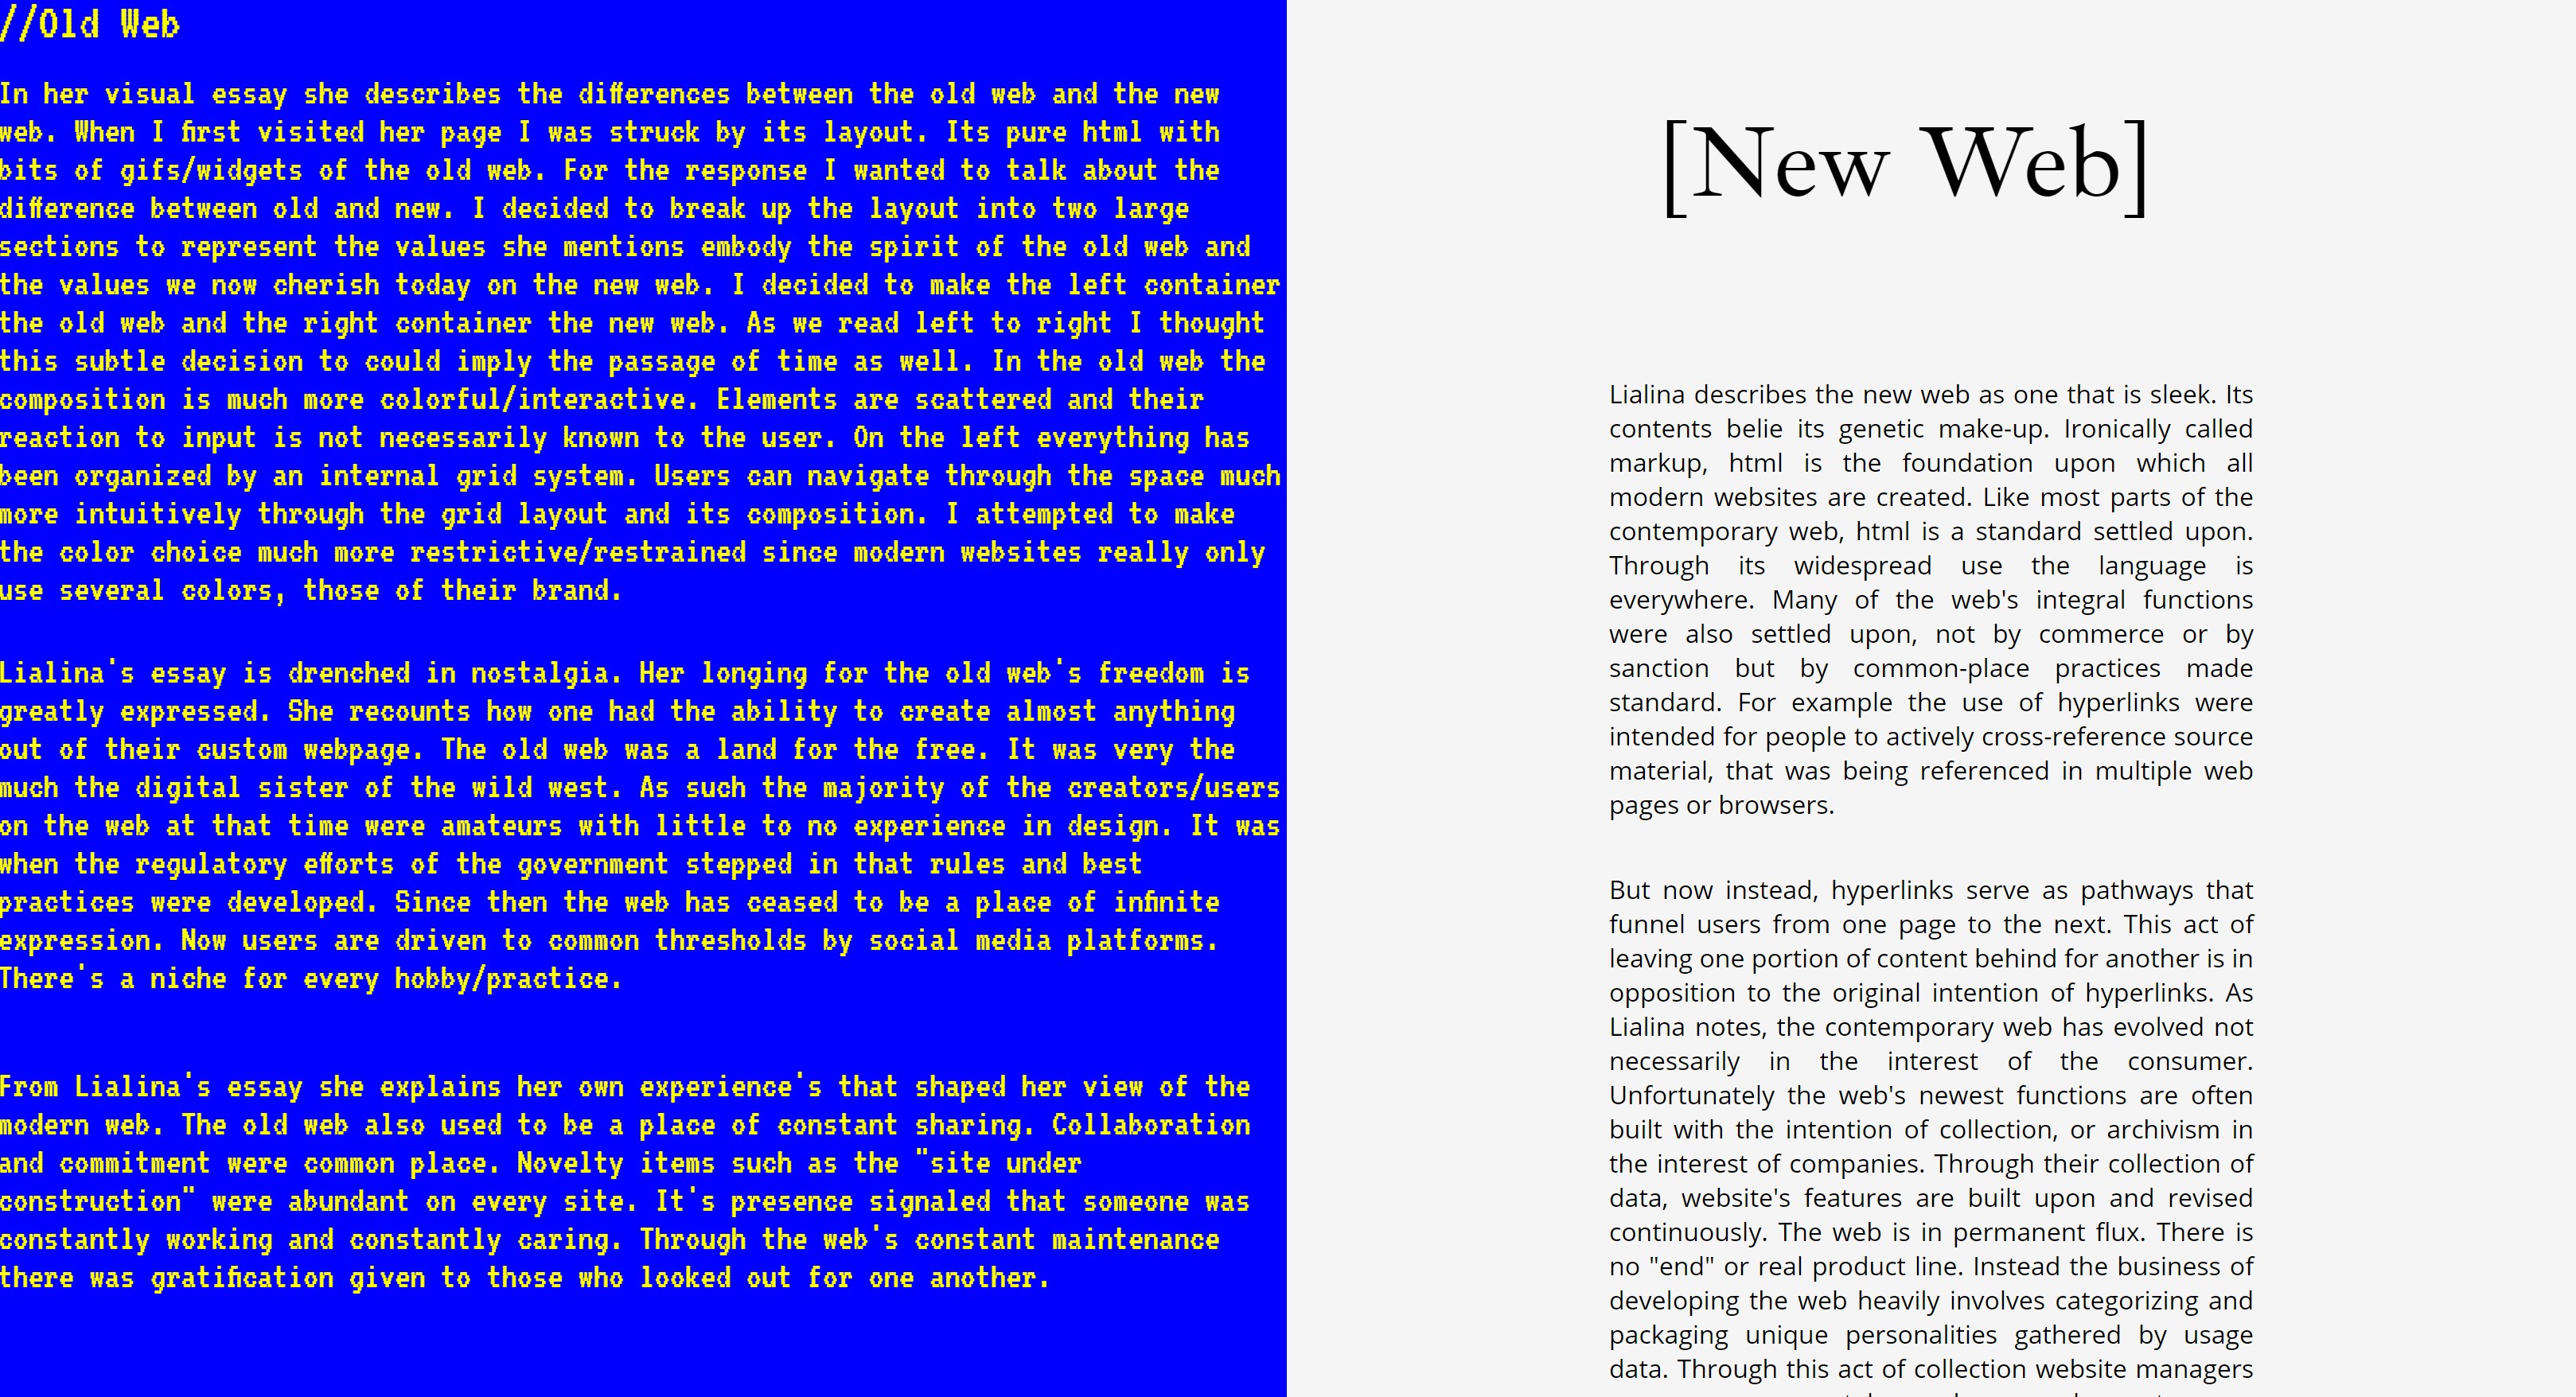 //Old Web
In her visual essay she describes the differences between the old web and the new
web. When I first visited her page I was struck by its layout. Its pure html with
bits of gifs/widgets of the old web. For the response I wanted to talk about the
difference between old and new. I decided to break up the layout into two large
sections to represent the values she mentions embody the spirit of the old web and
the values we now cherish today on the new web. I decided to make the left container
the old web and the right container the new web. As we read left to right I thought
this subtle decision to could imply the passage of time as well. In the old web the
composition is much more colorful/interactive. Elements are scattered and their
reaction to input is not necessarily known to the user. On the left everything has
been organized by an internal grid system. Users can navigate through the space much
more intuitively through the grid layout and its composition. I attempted to make
the color choice much more restrictive/restrained since modern websites really only
use several colors, those of their brand.
Lialina's essay is drenched in nostalgia. Her longing for the old web's freedom is
greatly expressed. She recounts how one had the ability to create almost anything
out of their custom webpage. The old web was a land for the free. It was very the
much the digital sister of the wild west. As such the majority of the creators/users
on the web at that time were amateurs with little to no experience in design. It was
when the regulatory efforts of the government stepped in that rules and best
practices were developed. Since then the web has ceased to be a place of infinite
expression. Now users are driven to common thresholds by social media platforms.
There's a niche for every hobby/practice.
From Lialina's essay she explains her own experience's that shaped her view of the
modern web. The old web also used to be a place of constant sharing. Collaboration
and commitment were common place. Novelty items such as the "site under
construction" were abundant on every site. It's presence signaled that someone was
constantly working and constantly caring. Through the web's constant maintenance
there was gratification given to those who looked out for one another.
[New Web]
Lialina describes the new web as one that is sleek. Its
contents belie its genetic make-up. Ironically called
markup, html is the foundation upon which all
modern websites are created. Like most parts of the
contemporary web, html is a standard settled upon.
Through its widespread use the language is
everywhere. Many of the web's integral functions
were also settled upon, not by commerce or by
sanction but by common-place practices made
standard. For example the use of hyperlinks were
intended for people to actively cross-reference source
material, that was being referenced in multiple web
pages or browsers.
But now instead, hyperlinks serve as pathways that
funnel users from one page to the next. This act of
leaving one portion of content behind for another is in
opposition to the original intention of hyperlinks. As
Lialina notes, the contemporary web has evolved not
necessarily in the interest of the consumer.
Unfortunately the web's newest functions are often
built with the intention of collection, or archivism in
the interest of companies. Through their collection of
data, website's features are built upon and revised
continuously. The web is in permanent flux. There is
no "end" or real product line. Instead the business of
developing the web heavily involves categorizing and
packaging unique personalities gathered by usage
data. Through this act of collection website managers